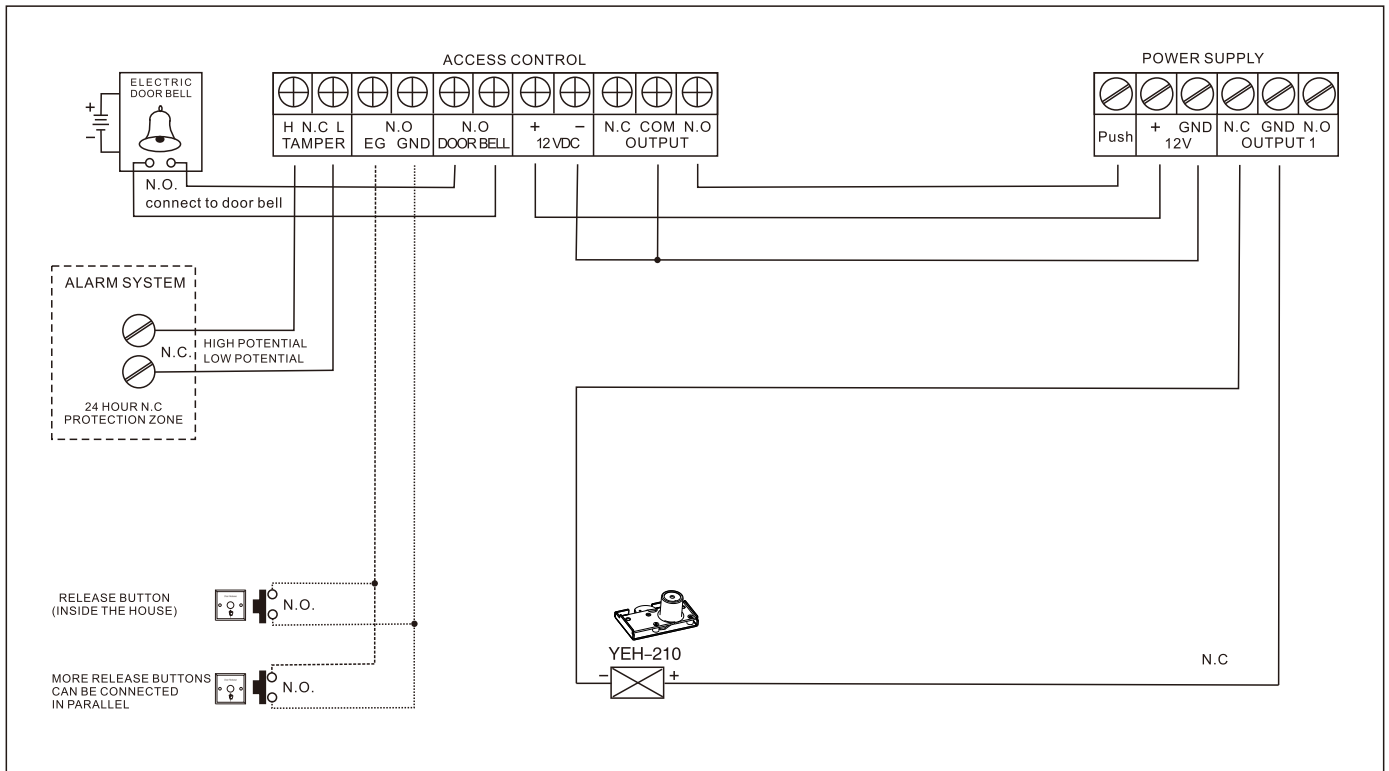 ACCESS CONTROL
POWER SUPPLY
ELECTRIC
DOOR BELL
+
−
H N.C L
TAMPER
N.O
EG GND
N.O
DOOR BELL
+ −
12 VDC
N.C COM N.O
OUTPUT
Push
+ GND
12V
N.C GND N.O
OUTPUT 1
N.O.
connect to door bell
ALARM SYSTEM
N.C.
HIGH POTENTIAL
LOW POTENTIAL
24 HOUR N.C
PROTECTION ZONE
RELEASE BUTTON
(INSIDE THE HOUSE)
N.O.
MORE RELEASE BUTTONS
CAN BE CONNECTED
IN PARALLEL
N.O.
YEH-210
− +
N.C